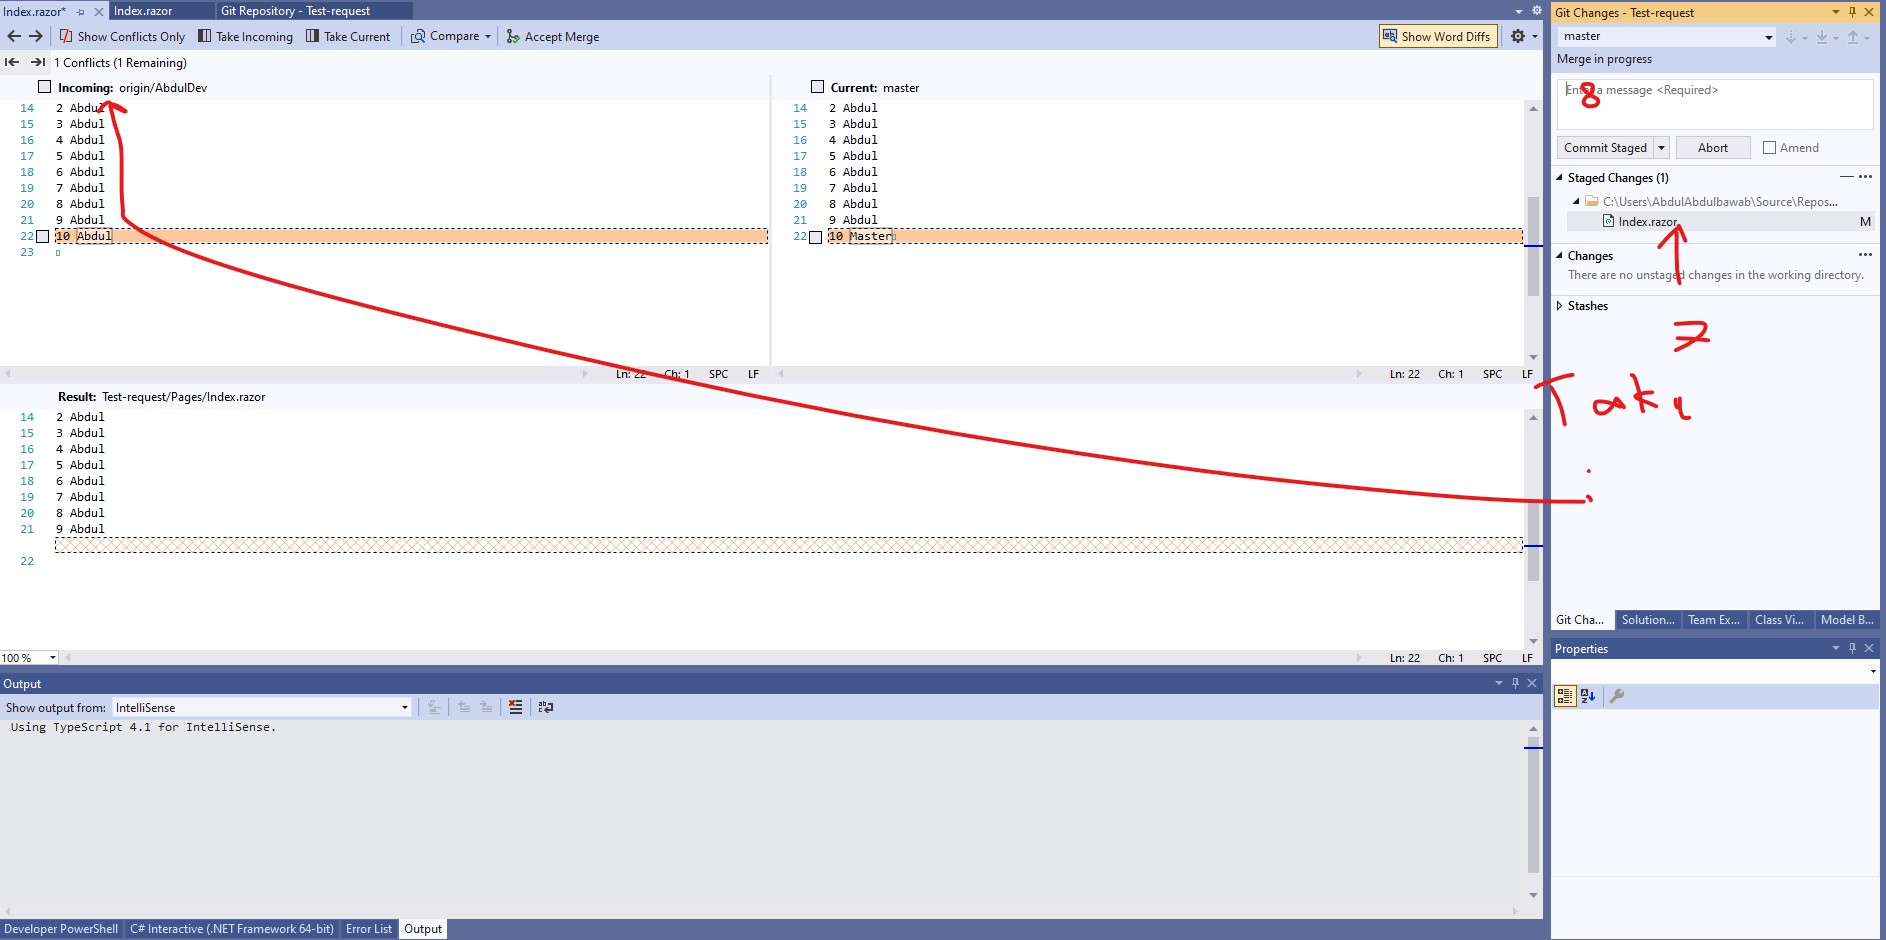 Index.razor*
Index.razor
Git Repository - Test-request
Show Conflicts Only
Take Incoming
Take Current
Compare
Accept Merge
Show Word Diffs
1 Conflicts (1 Remaining)
Incoming: origin/AbdulDev
14 2 Abdul
15 3 Abdul
16 4 Abdul
17 5 Abdul
18 6 Abdul
19 7 Abdul
20 8 Abdul
21 9 Abdul
22 10 Abdul
23
Ln: 22 Ch: 1 SPC LF
Current: master
14 2 Abdul
15 3 Abdul
16 4 Abdul
17 5 Abdul
18 6 Abdul
19 7 Abdul
20 8 Abdul
21 9 Abdul
22 10 Master
Ln: 22 Ch: 1 SPC LF
Result: Test-request/Pages/Index.razor
14 2 Abdul
15 3 Abdul
16 4 Abdul
17 5 Abdul
18 6 Abdul
19 7 Abdul
20 8 Abdul
21 9 Abdul
22
100 %
Ln: 22 Ch: 1 SPC LF
Output
Show output from: IntelliSense
Using TypeScript 4.1 for IntelliSense.
Developer PowerShell
C# Interactive (.NET Framework 64-bit)
Error List
Output
Git Changes - Test-request
master
Merge in progress
Enter a message <Required>
8
Commit Staged
Abort
Amend
Staged Changes (1)
C:\Users\AbdulAbdulbawab\Source\Repos...
Index.razor M
Changes
There are no unstaged changes in the working directory.
Stashes
7
Git Cha...
Solution...
Team Ex...
Class Vi...
Model B...
Properties